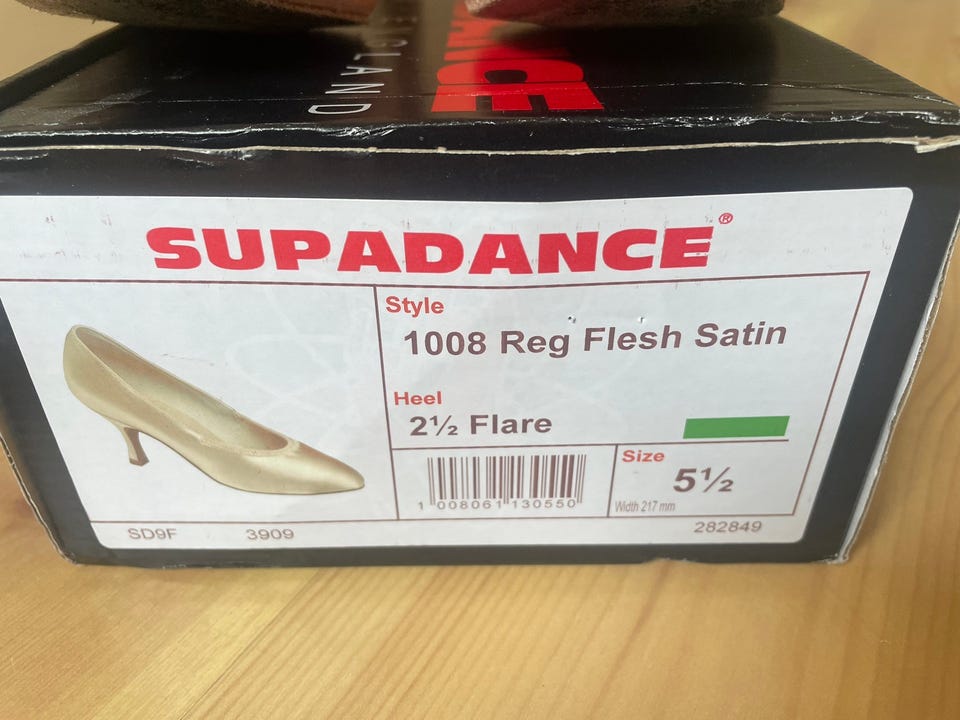 SUPADANCE®
Style
1008 Reg Flesh Satin
Heel
2½ Flare
Size
5½
Width 217 mm
1 008061 130550
SD9F 3909 282849